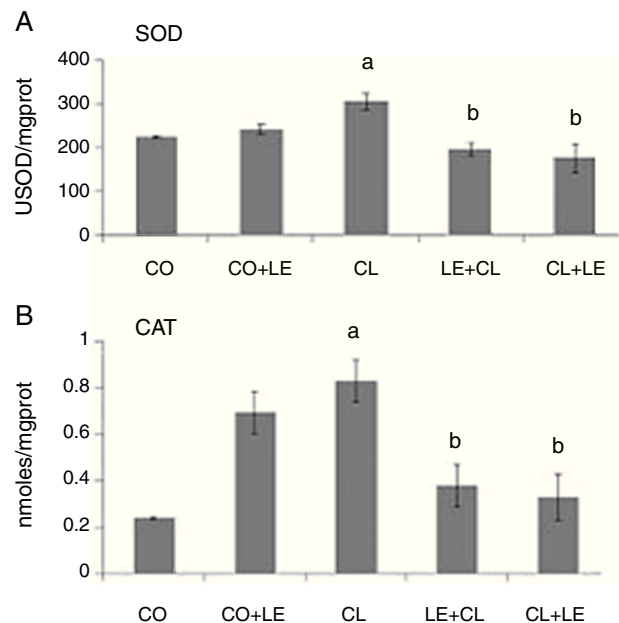 A
SOD
USOD/mgprot
400
300
200
100
0
a
b
b
CO CO+LE CL LE+CL CL+LE
B
CAT
nmoles/mgprot
1
0.8
0.6
0.4
0.2
0
a
b
b
CO CO+LE CL LE+CL CL+LE